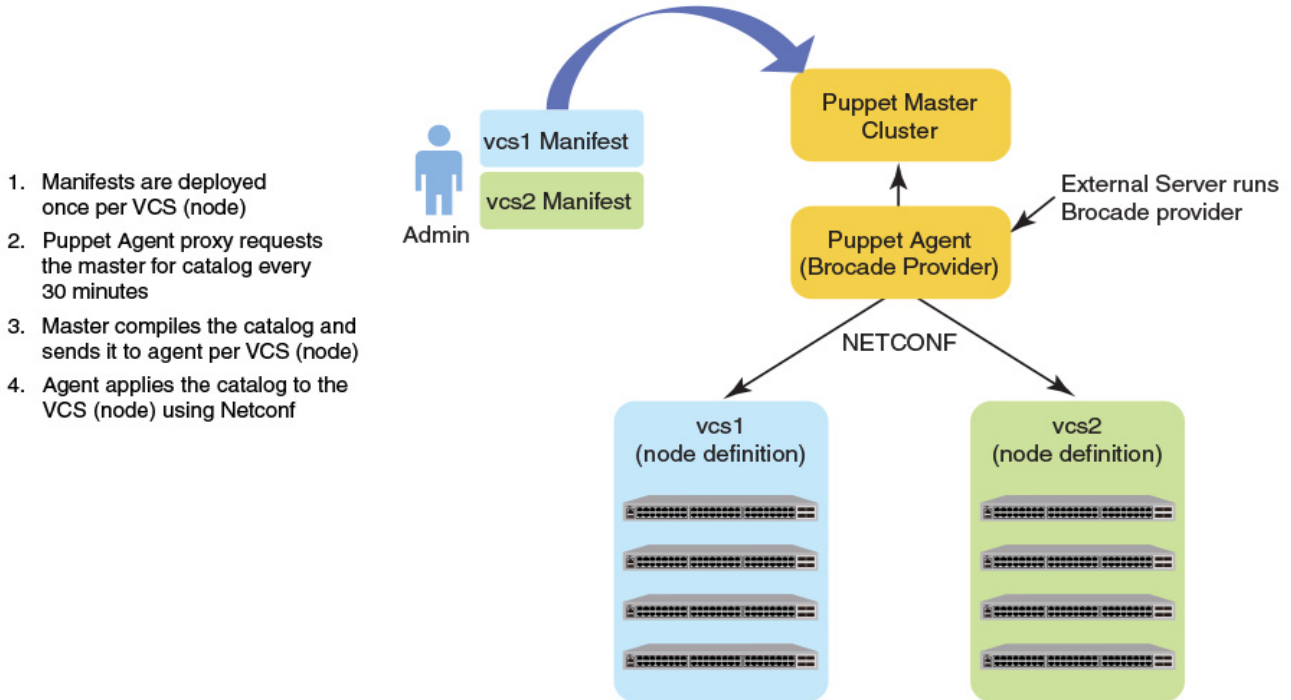 1. Manifests are deployed
once per VCS (node)
2. Puppet Agent proxy requests
the master for catalog every
30 minutes
3. Master compiles the catalog and
sends it to agent per VCS (node)
4. Agent applies the catalog to the
VCS (node) using Netconf
vcs1 Manifest
vcs2 Manifest
Admin
Puppet Master
Cluster
External Server runs
Brocade provider
Puppet Agent
(Brocade Provider)
NETCONF
vcs1
(node definition)
vcs2
(node definition)